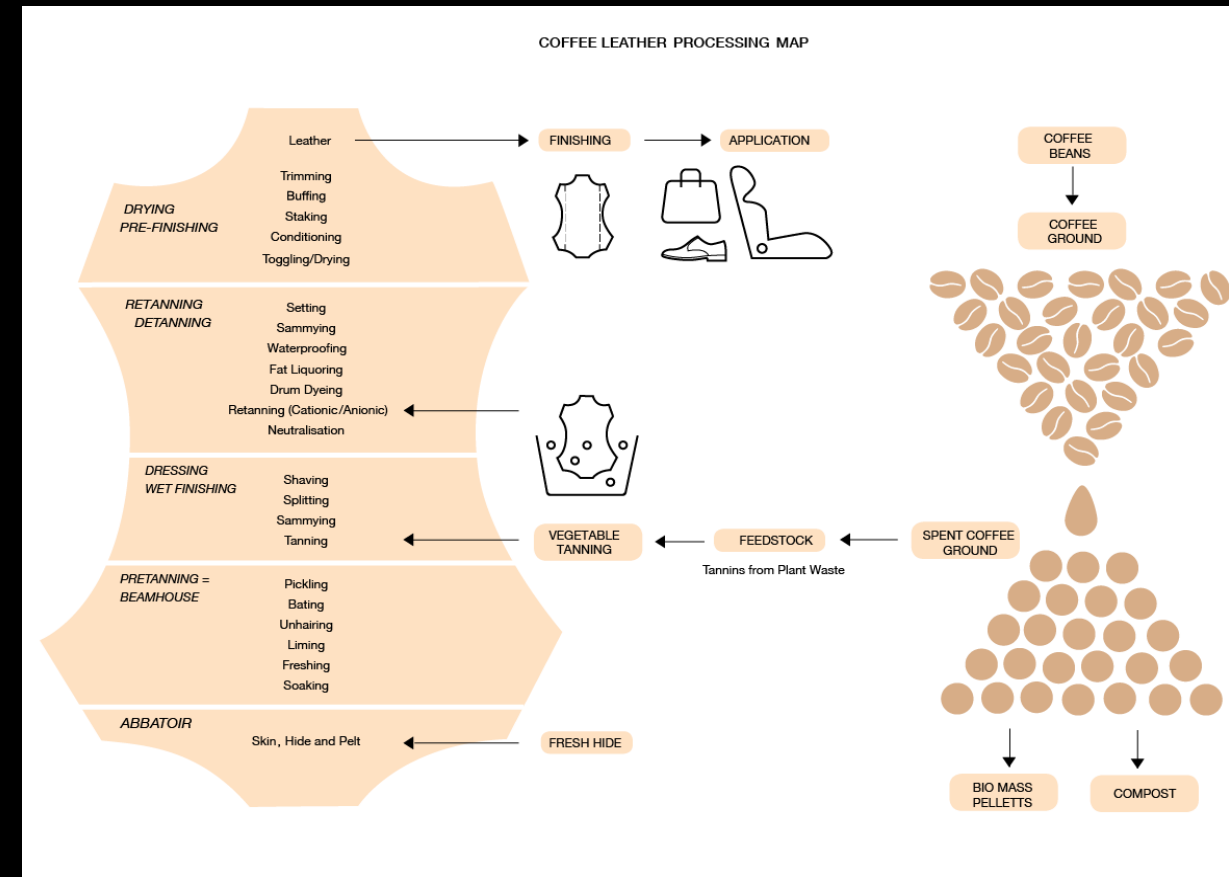 COFFEE LEATHER PROCESSING MAP
Leather
FINISHING
APPLICATION
DRYING
PRE-FINISHING
Trimming
Buffing
Staking
Conditioning
Toggling/Drying
RETANNING
DETANNING
Setting
Sammying
Waterproofing
Fat Liquoring
Drum Dyeing
Retanning (Cationic/Anionic)
Neutralisation
DRESSING
WET FINISHING
Shaving
Splitting
Sammying
Tanning
VEGETABLE
TANNING
FEEDSTOCK
Tannins from Plant Waste
SPENT COFFEE
GROUND
PRETANNING =
BEAMHOUSE
Pickling
Bating
Unhairing
Liming
Freshing
Soaking
ABBATOIR
Skin, Hide and Pelt
FRESH HIDE
COFFEE
BEANS
COFFEE
GROUND
BIO MASS
PELLETTS
COMPOST